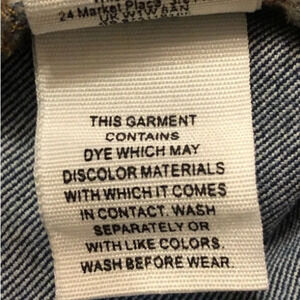 24 Market Place
THIS GARMENT
CONTAINS
DYE WHICH MAY
DISCOLOR MATERIALS
WITH WHICH IT COMES
IN CONTACT. WASH
SEPARATELY OR
WITH LIKE COLORS.
WASH BEFORE WEAR.